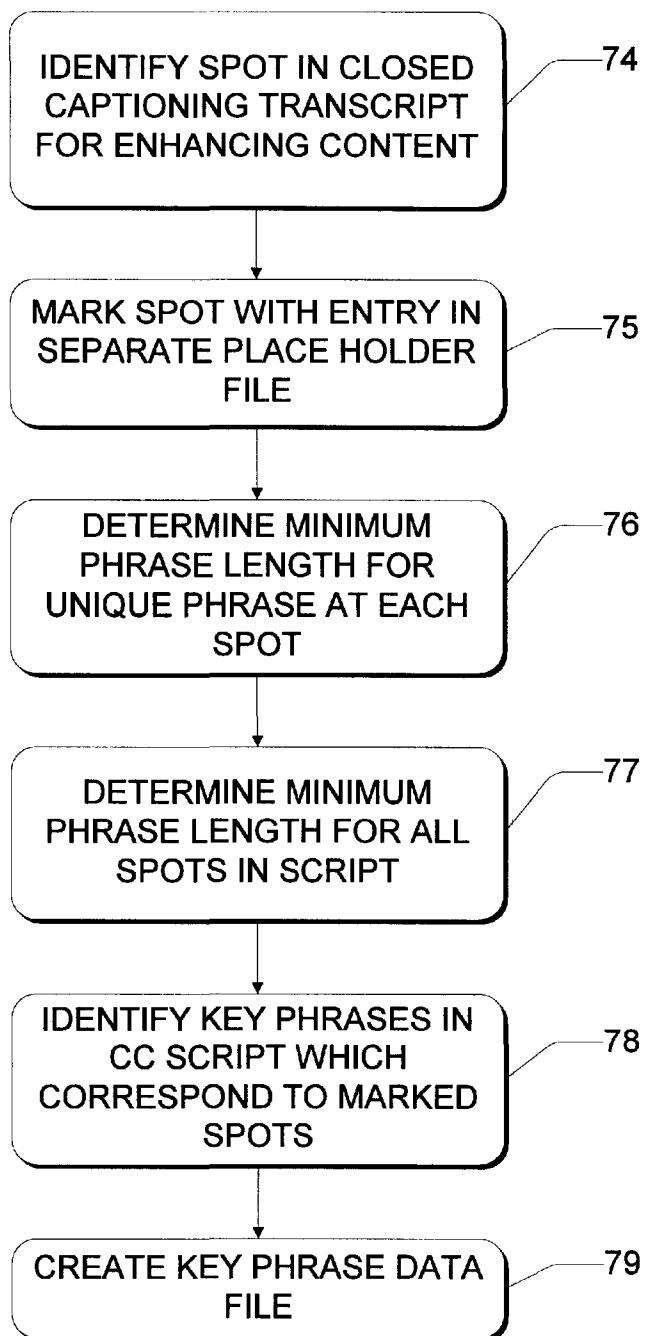 IDENTIFY SPOT IN CLOSED
CAPTIONING TRANSCRIPT
FOR ENHANCING CONTENT
74
MARK SPOT WITH ENTRY IN
SEPARATE PLACE HOLDER
FILE
75
DETERMINE MINIMUM
PHRASE LENGTH FOR
UNIQUE PHRASE AT EACH
SPOT
76
DETERMINE MINIMUM
PHRASE LENGTH FOR ALL
SPOTS IN SCRIPT
77
IDENTIFY KEY PHRASES IN
CC SCRIPT WHICH
CORRESPOND TO MARKED
SPOTS
78
CREATE KEY PHRASE DATA
FILE
79